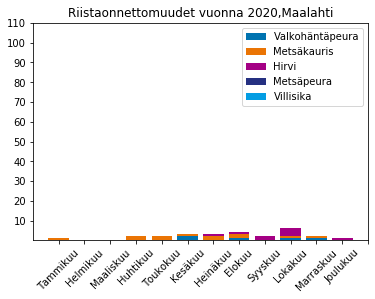 Riistaonnettomuudet vuonna 2020,Maalahti
110
100
90
80
70
60
50
40
30
20
10
Valkohäntäpeura
Metsäkauris
Hirvi
Metsäpeura
Villisika
Tammikuu
Helmikuu
Maaliskuu
Huhtikuu
Toukokuu
Kesäkuu
Heinäkuu
Elokuu
Syyskuu
Lokakuu
Marraskuu
Joulukuu